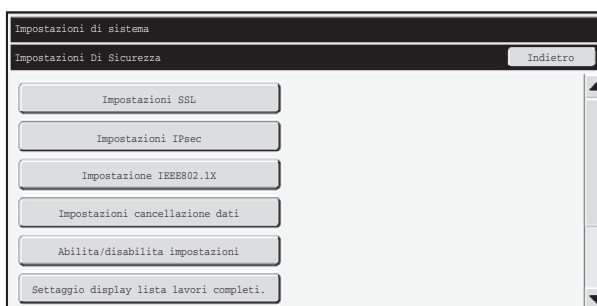 Impostazioni di sistema
Impostazioni Di Sicurezza
Indietro
Impostazioni SSL
Impostazioni IPsec
Impostazione IEEE802.1X
Impostazioni cancellazione dati
Abilita/disabilita impostazioni
Settaggio display lista lavori completi.